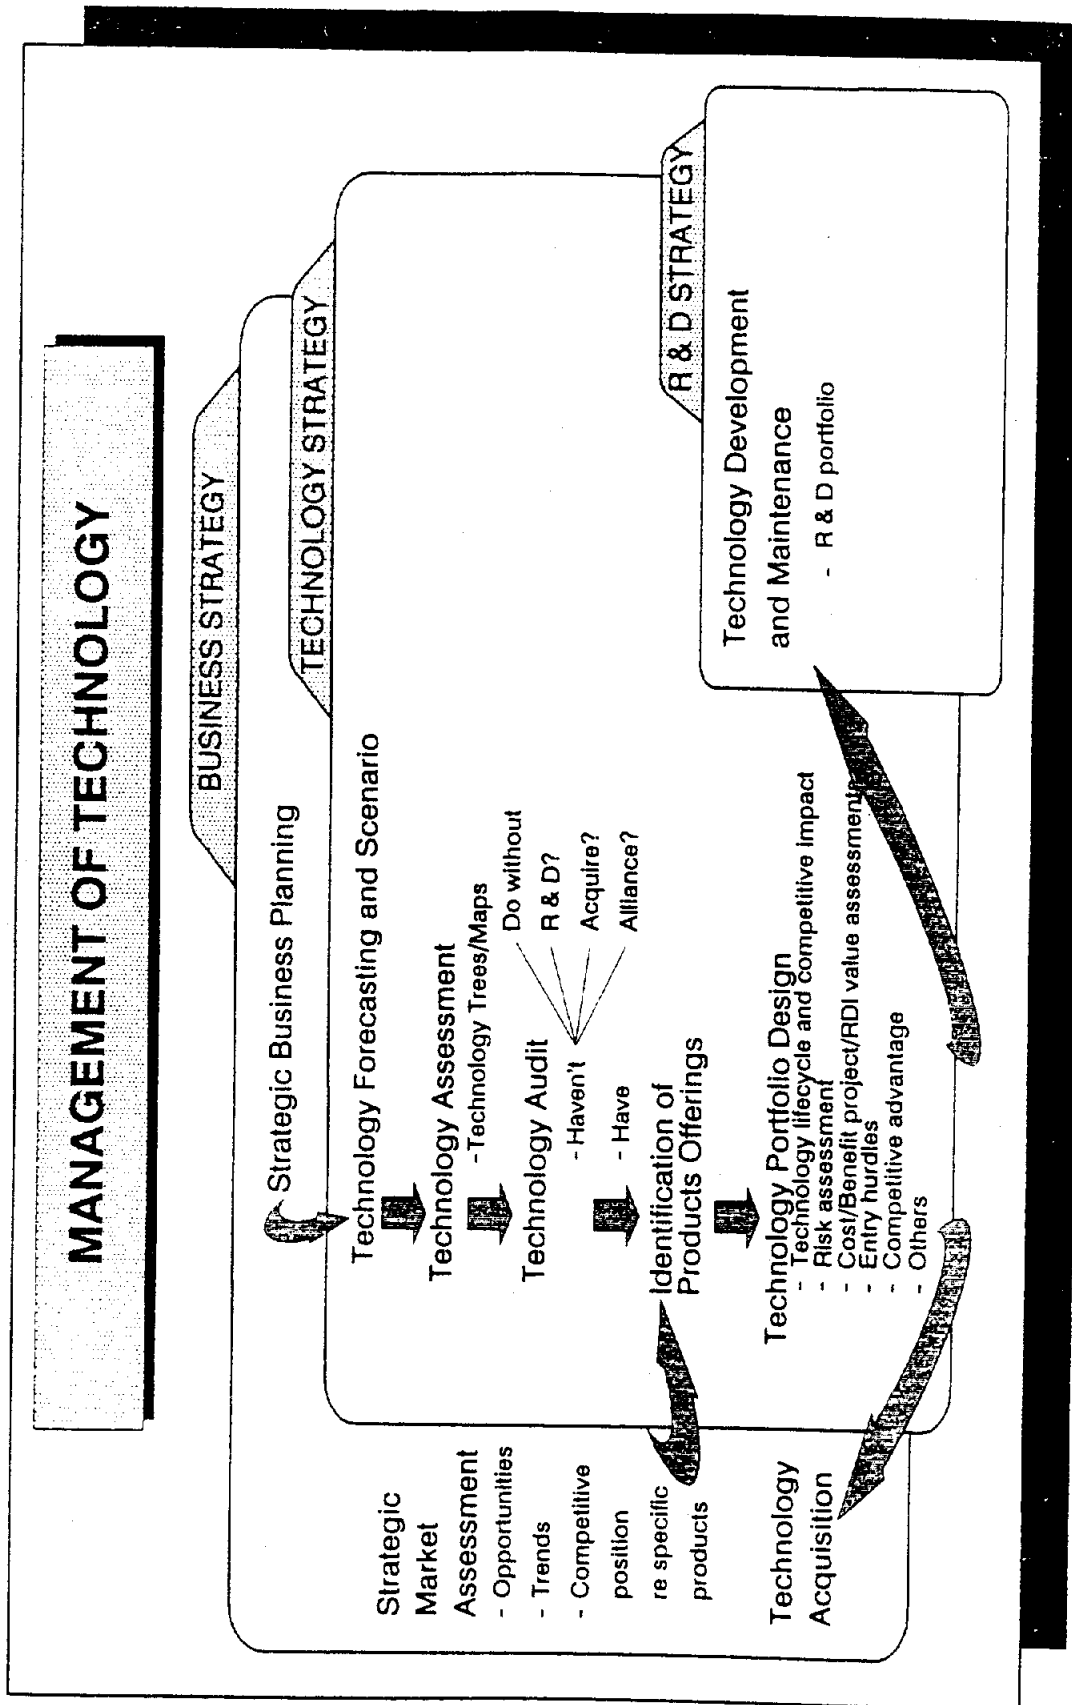 MANAGEMENT OF TECHNOLOGY
BUSINESS STRATEGY
Strategic Business Planning
TECHNOLOGY STRATEGY
Strategic
Market
Assessment
- Opportunities
- Trends
- Competitive
position
re specific
products
Technology Forecasting and Scenario
Technology Assessment
- Technology Trees/Maps
Technology Audit
- Haven't
Do without
R & D?
Acquire?
Alliance?
- Have
Identification of
Products Offerings
Technology Portfolio Design
- Technology lifecycle and competitive impact
- Risk assessment
- Cost/Benefit project/RDI value assessments
- Entry hurdles
- Competitive advantage
- Others
Technology
Acquisition
R & D STRATEGY
Technology Development
and Maintenance
- R & D portfolio